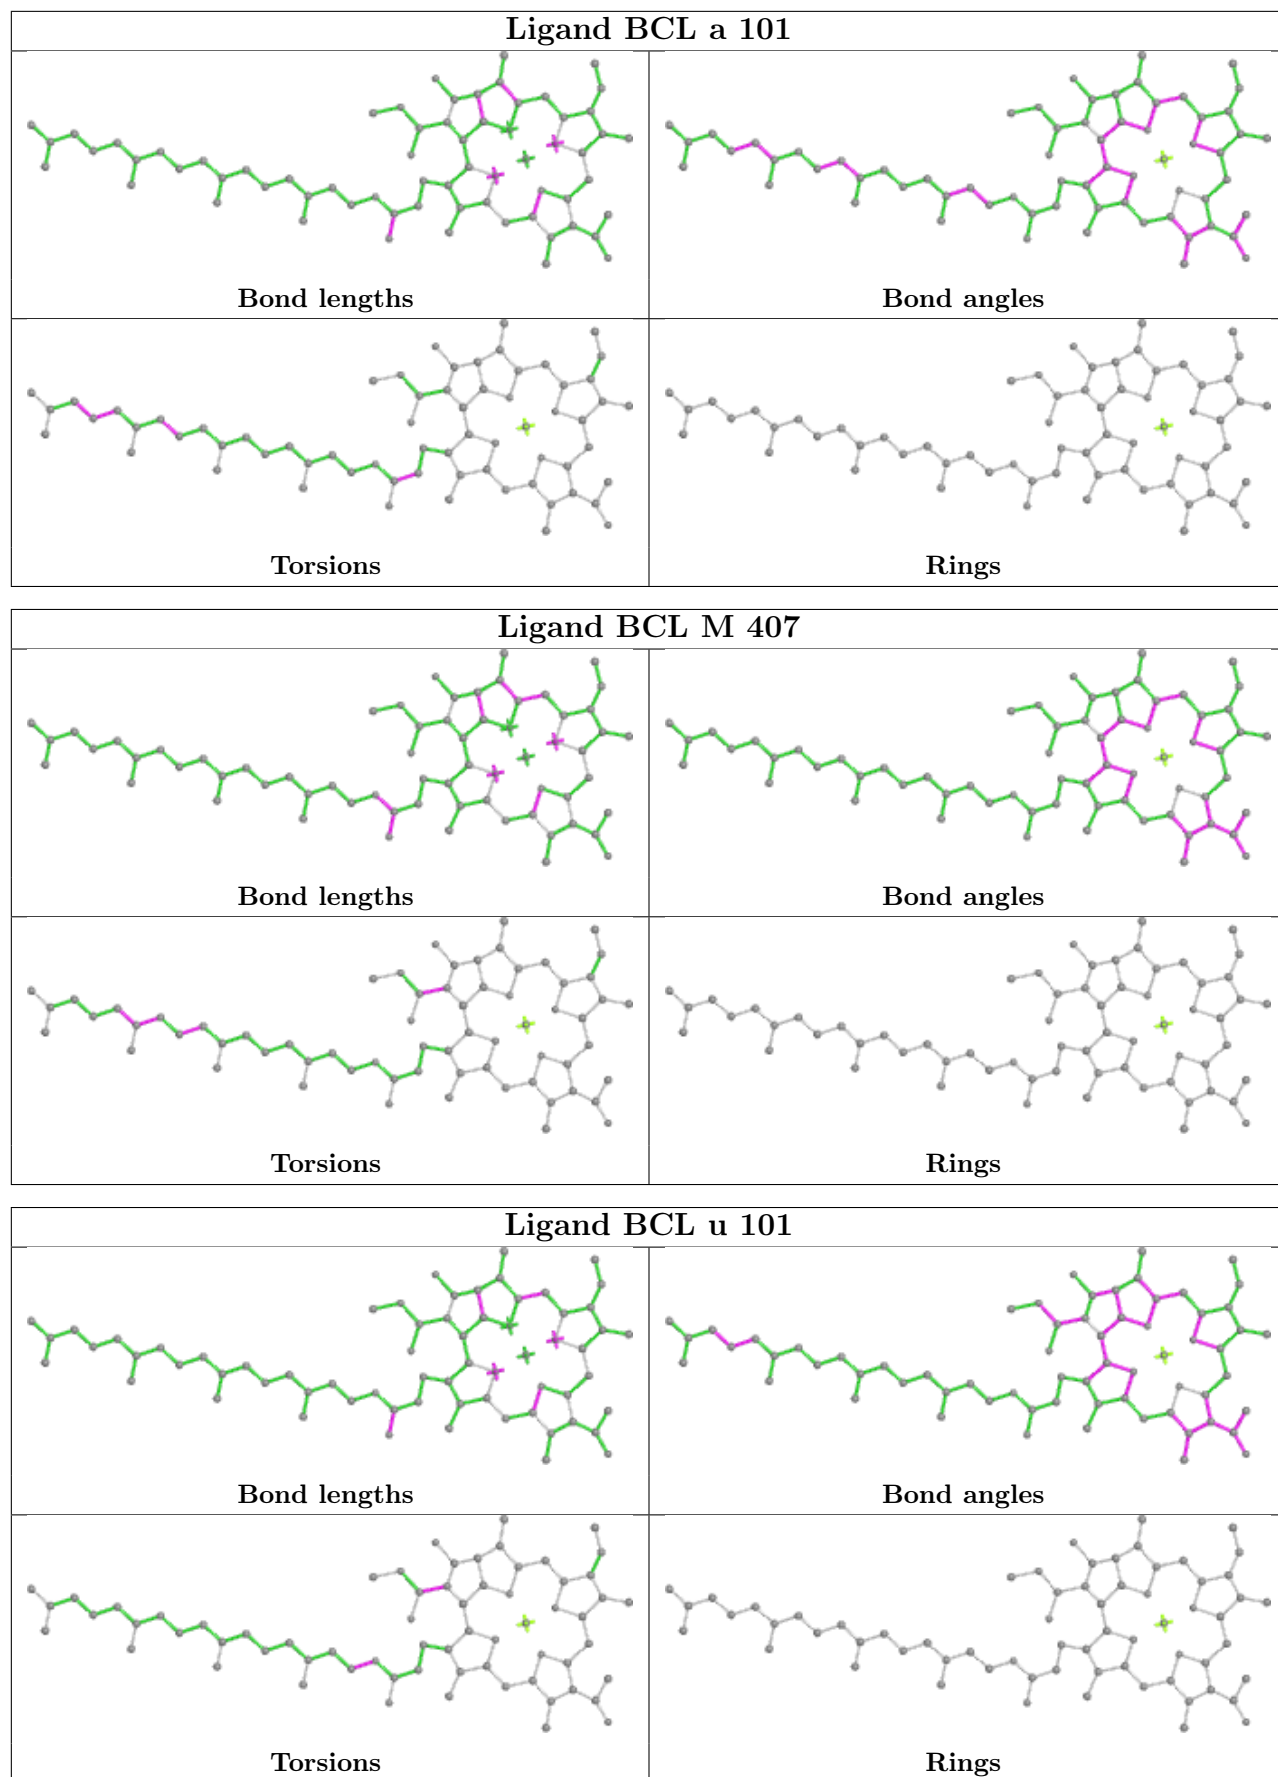 Ligand BCL a 101
Bond lengths
Bond angles
Torsions
Rings
Ligand BCL M 407
Bond lengths
Bond angles
Torsions
Rings
Ligand BCL u 101
Bond lengths
Bond angles
Torsions
Rings